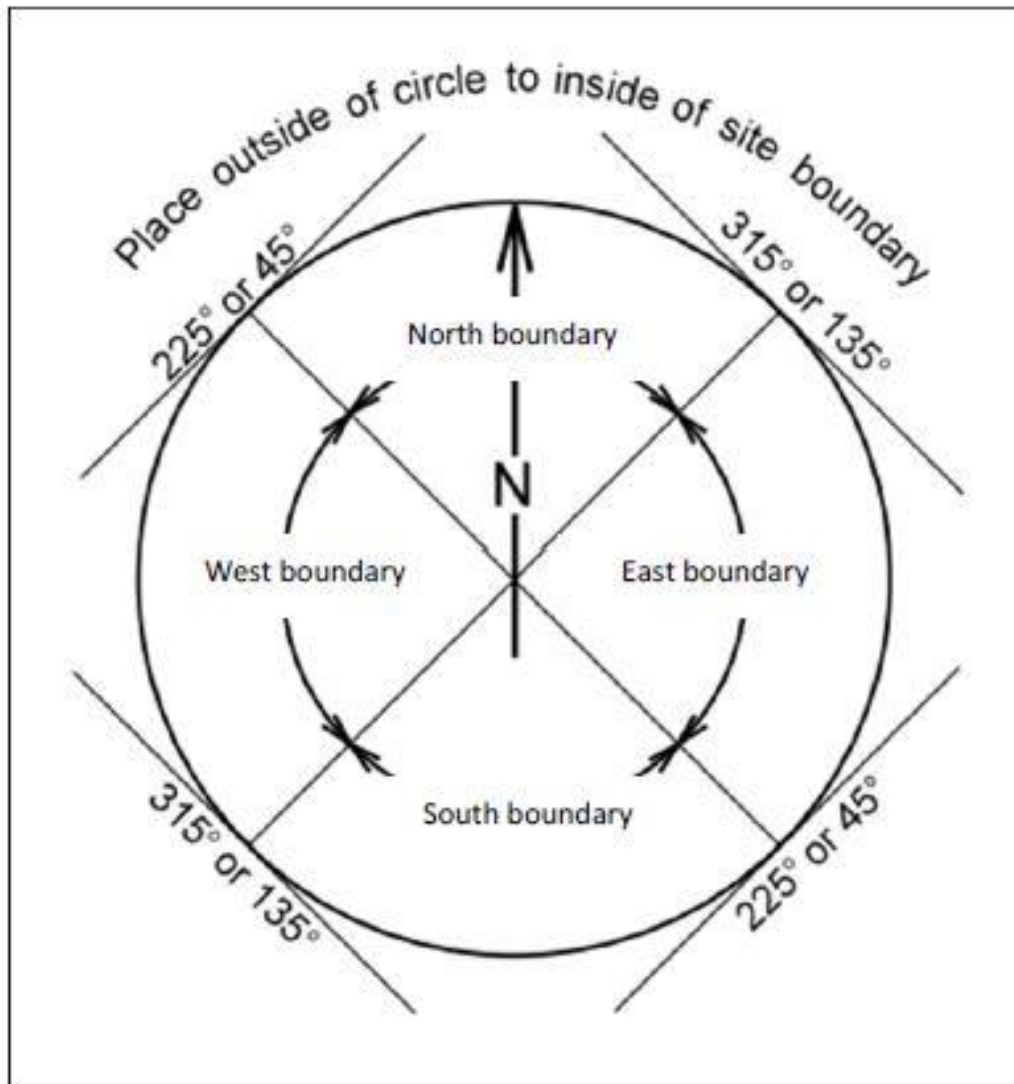 Place outside of circle to inside of site boundary
225° or 45°
315° or 135°
North boundary
N
West boundary
East boundary
South boundary
315° or 135°
225° or 45°